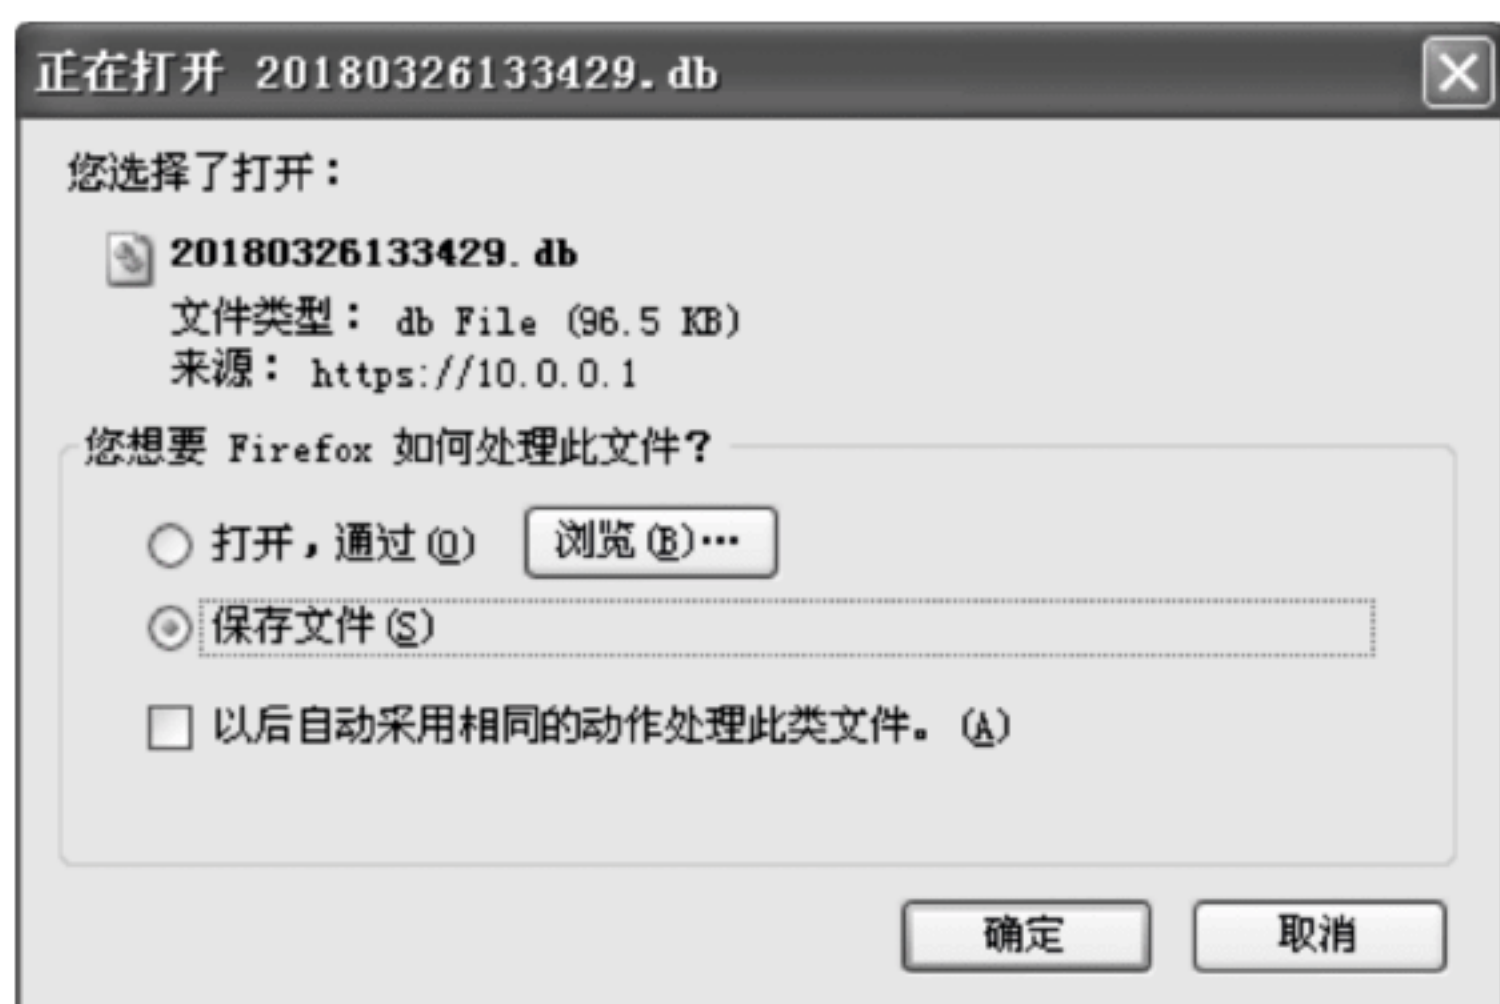 正在打开 20180326133429.db
您选择了打开：
20180326133429.db
文件类型： db File (96.5 KB)
来源： https://10.0.0.1
您想要 Firefox 如何处理此文件？
打开，通过(O) 浏览(B)…
保存文件(S)
以后自动采用相同的动作处理此类文件。(A)
确定 取消